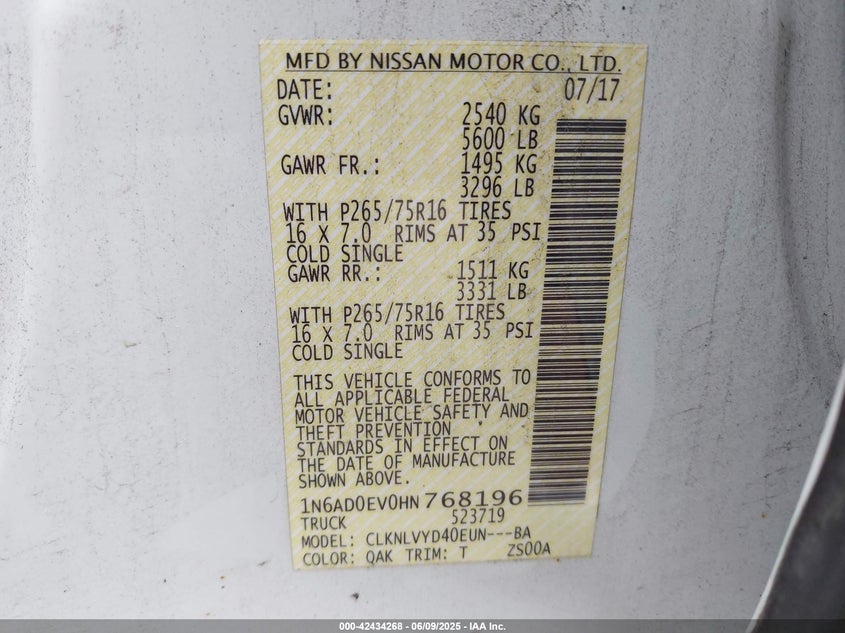 MFD BY NISSAN MOTOR CO., LTD.
DATE: 07/17
GVWR: 2540 KG
5600 LB
GAWR FR.: 1495 KG
3296 LB
WITH P265/75R16 TIRES
16 X 7.0 RIMS AT 35 PSI
COLD SINGLE
GAWR RR.: 1511 KG
3331 LB
WITH P265/75R16 TIRES
16 X 7.0 RIMS AT 35 PSI
COLD SINGLE
THIS VEHICLE CONFORMS TO
ALL APPLICABLE FEDERAL
MOTOR VEHICLE SAFETY AND
THEFT PREVENTION
STANDARDS IN EFFECT ON
THE DATE OF MANUFACTURE
SHOWN ABOVE.
1N6AD0EV0HN768196
TRUCK 523719
MODEL: CLKNLVYD40EUN---BA
COLOR: QAK TRIM: T ZS00A
000-42434268 - 06/09/2025 - IAA Inc.